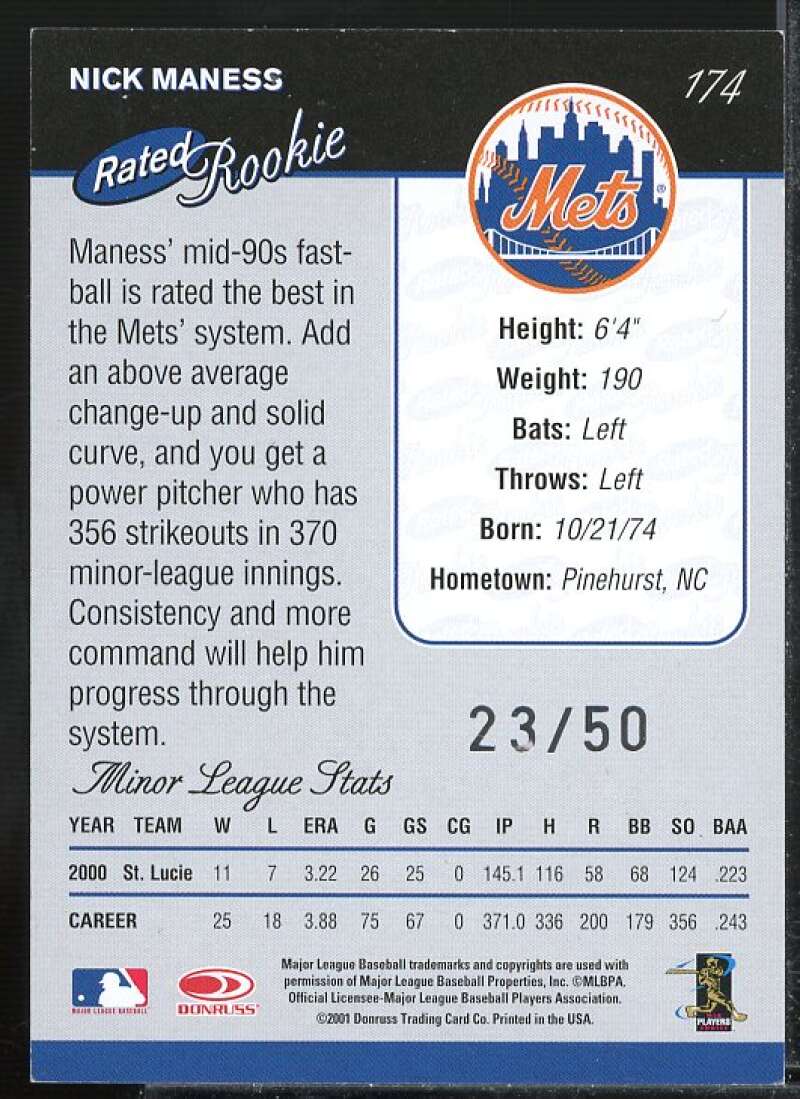 NICK MANESS
174
Rated Rookie
Mets ®
Maness' mid-90s fast-
ball is rated the best in
the Mets' system. Add
an above average
change-up and solid
curve, and you get a
power pitcher who has
356 strikeouts in 370
minor-league innings.
Consistency and more
command will help him
progress through the
system.
Height: 6'4"
Weight: 190
Bats: Left
Throws: Left
Born: 10/21/74
Hometown: Pinehurst, NC
23/50
Minor League Stats
YEAR TEAM W L ERA G GS CG IP H R BB SO BAA
2000 St. Lucie 11 7 3.22 26 25 0 145.1 116 58 68 124 .223
CAREER 25 18 3.88 75 67 0 371.0 336 200 179 356 .243
MAJOR LEAGUE BASEBALL
DONRUSS
Major League Baseball trademarks and copyrights are used with
permission of Major League Baseball Properties, Inc. ©MLBPA.
Official Licensee-Major League Baseball Players Association.
©2001 Donruss Trading Card Co. Printed in the USA.
PLAYERS
CHOICE